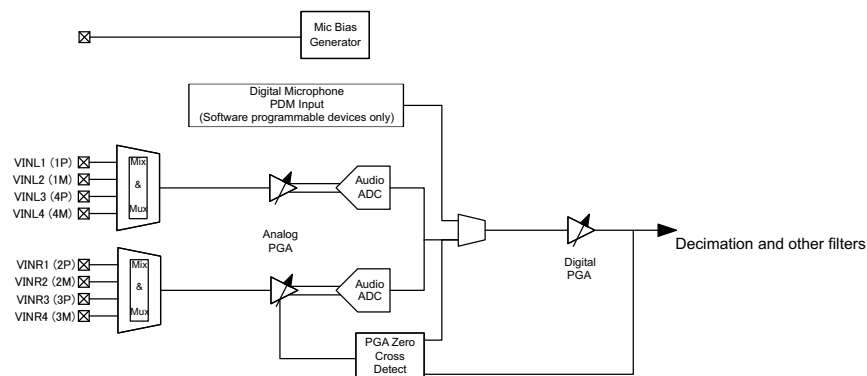 Mic Bias
Generator
Digital Microphone
PDM Input
(Software programmable devices only)
VINL1 (1P)
VINL2 (1M)
VINL3 (4P)
VINL4 (4M)
Mix
&
Mux
Audio
ADC
Analog
PGA
Digital
PGA
Decimation and other filters
VINR1 (2P)
VINR2 (2M)
VINR3 (3P)
VINR4 (3M)
Mix
&
Mux
Audio
ADC
PGA Zero
Cross
Detect